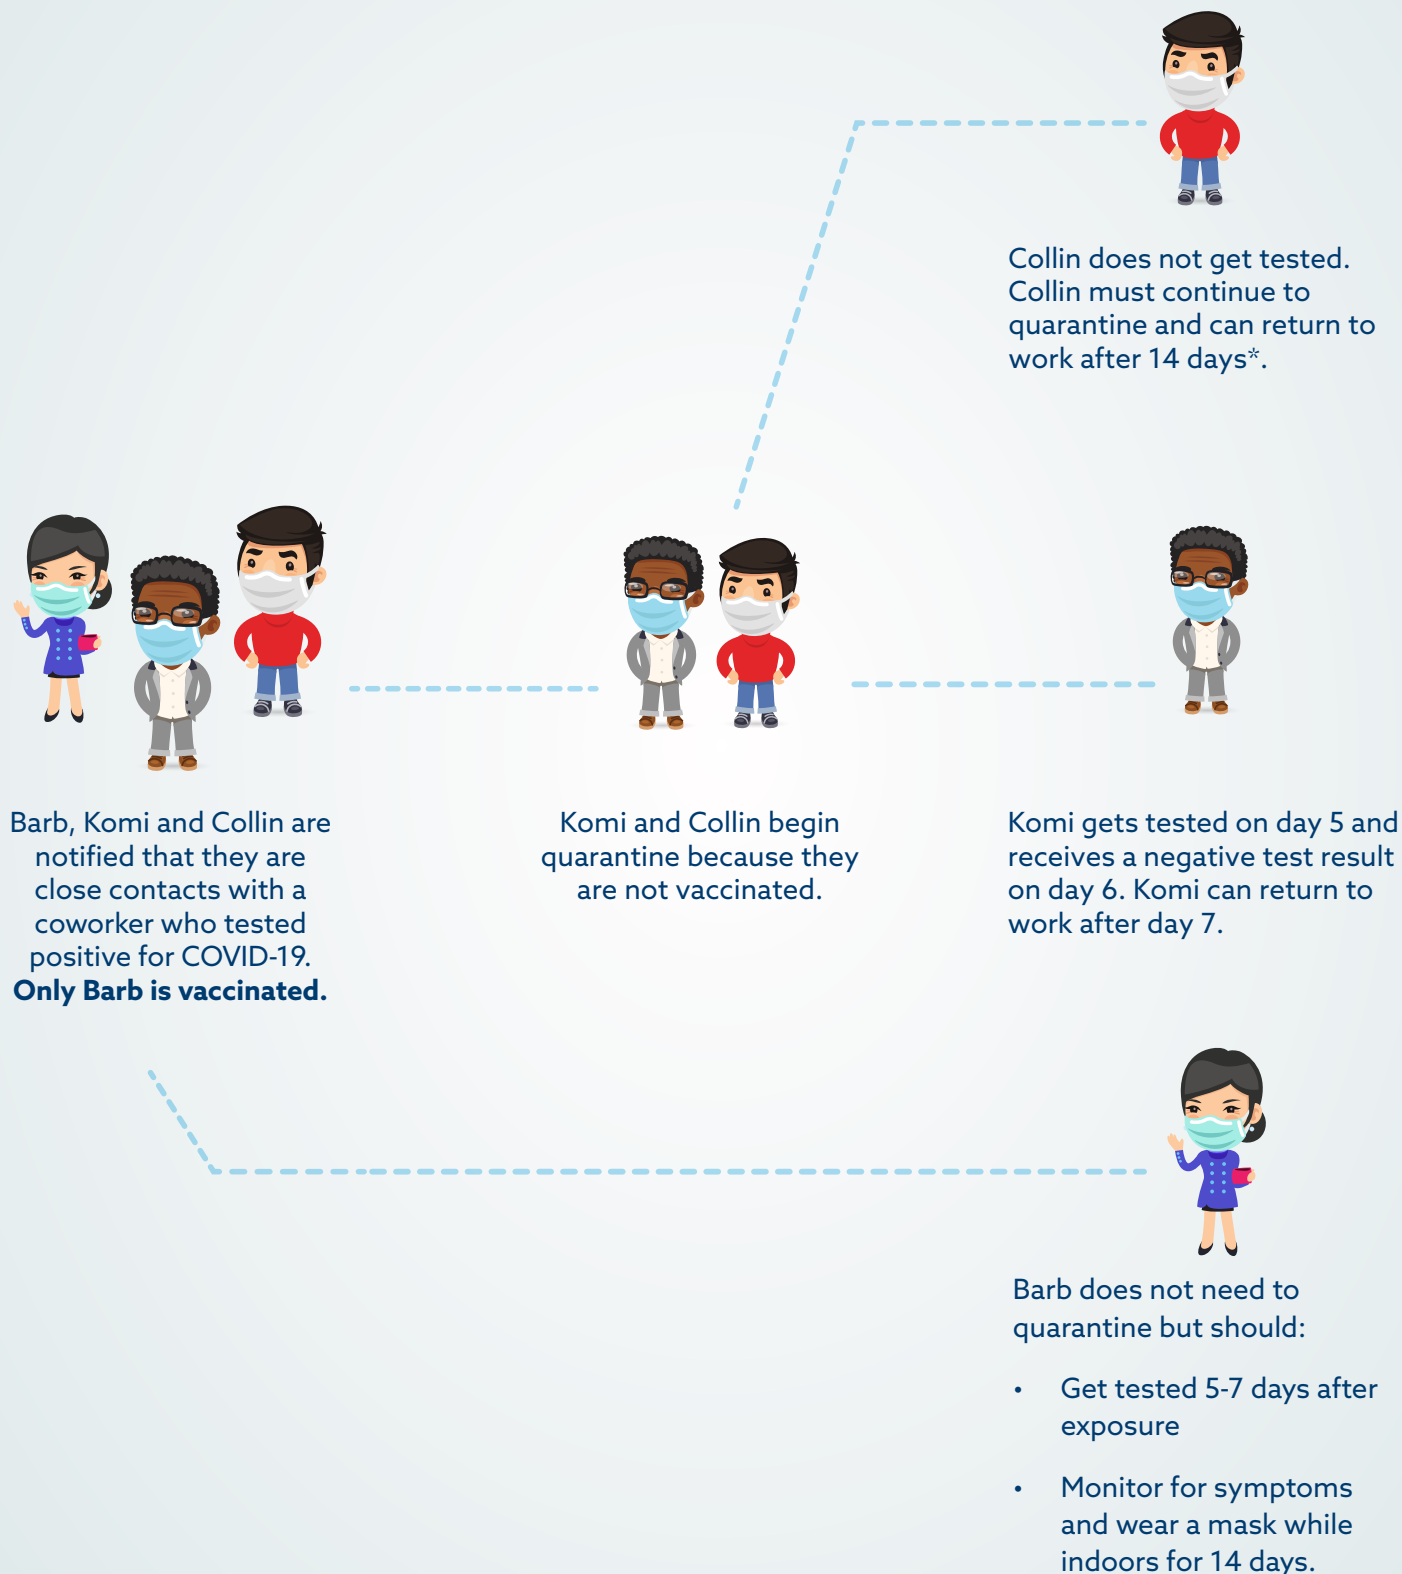 Collin does not get tested.
Collin must continue to
quarantine and can return to
work after 14 days*.
Barb, Komi and Collin are
notified that they are
close contacts with a
coworker who tested
positive for COVID-19.
Only Barb is vaccinated.
Komi and Collin begin
quarantine because they
are not vaccinated.
Komi gets tested on day 5 and
receives a negative test result
on day 6. Komi can return to
work after day 7.
Barb does not need to
quarantine but should:
• Get tested 5-7 days after
exposure
• Monitor for symptoms
and wear a mask while
indoors for 14 days.